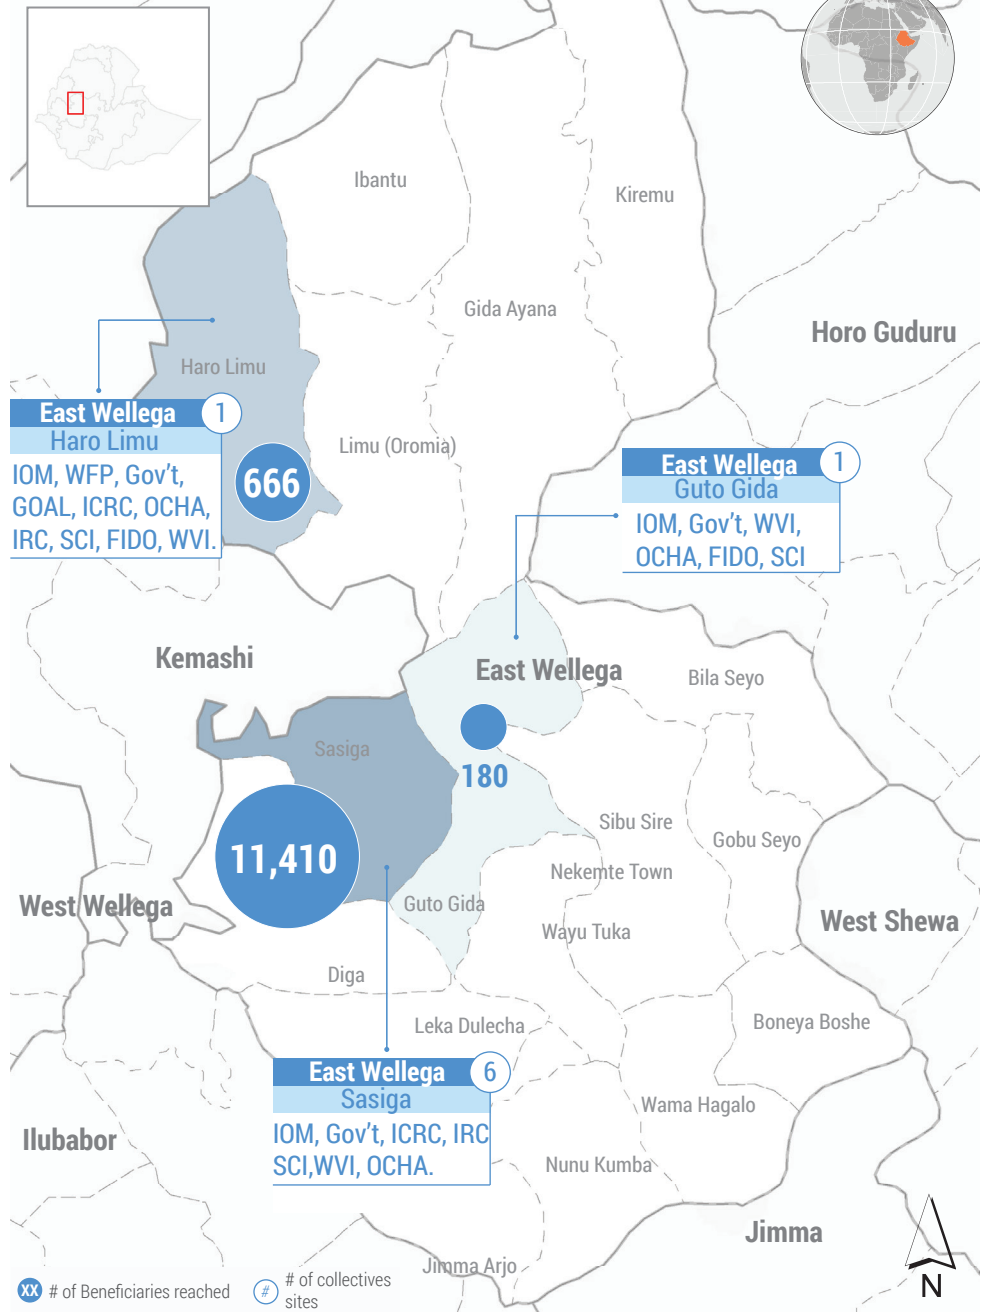 Ibantu
Kiremu
Gida Ayana
Horo Guduru
Haro Limu
East Wellega 1
Haro Limu
IOM, WFP, Gov't,
GOAL, ICRC, OCHA,
IRC, SCI, FIDO, WVI.
666
Limu (Oromia)
East Wellega 1
Guto Gida
IOM, Gov't, WVI,
OCHA, FIDO, SCI
Kemashi
East Wellega
Bila Seyo
Sasiga
180
11,410
Sibu Sire
Gobu Seyo
Nekemte Town
West Wellega
Guto Gida
Wayu Tuka
West Shewa
Diga
Leka Dulecha
Boneya Boshe
East Wellega 6
Sasiga
IOM, Gov't, ICRC, IRC
SCI,WVI, OCHA.
Wama Hagalo
Ilubabor
Nunu Kumba
Jimma
Jimma Arjo
XX # of Beneficiaries reached
# # of collectives
sites
N